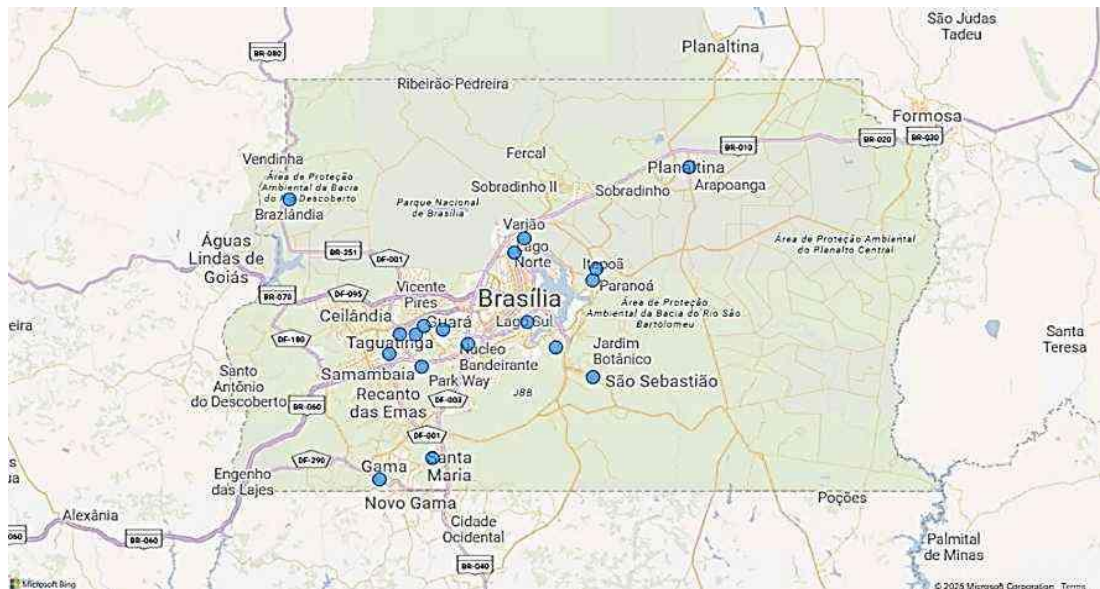 São Judas
Tadeu
Planaltina
BR-080
Ribeirão-Pedreira
Formosa
BR-010
BR-020
BR-030
Vendinha
Fercal
Planaltina
Área de Proteção
Ambiental da Bacia
do Descoberto
Sobradinho II
Sobradinho
Arapoanga
Brazlândia
Parque Nacional
de Brasília
Varjão
Lago
Norte
Águas
Lindas de
Goiás
BR-251
DF-001
Área de Proteção Ambiental
do Planalto Central
Itapoã
Paranoá
BR-070
DF-095
Vicente
Pires
Brasília
Área de Proteção
Ambiental da Bacia do Rio São
Bartolomeu
eira
Ceilândia
Guará
Lago Sul
DF-180
Taguatinga
Núcleo
Bandeirante
Jardim
Botânico
Santa
Teresa
Santo
Antônio
do Descoberto
Samambaia
Park Way
São Sebastião
Recanto
das Emas
JBB
DF-003
BR-060
DF-001
Engenho
das Lajes
DF-290
Gama
Santa
Maria
Novo Gama
Poções
Alexânia
Cidade
Ocidental
060
BR-060
BR-040
Palmital
de Minas
Microsoft Bing
© 2025 Microsoft Corporation Terms